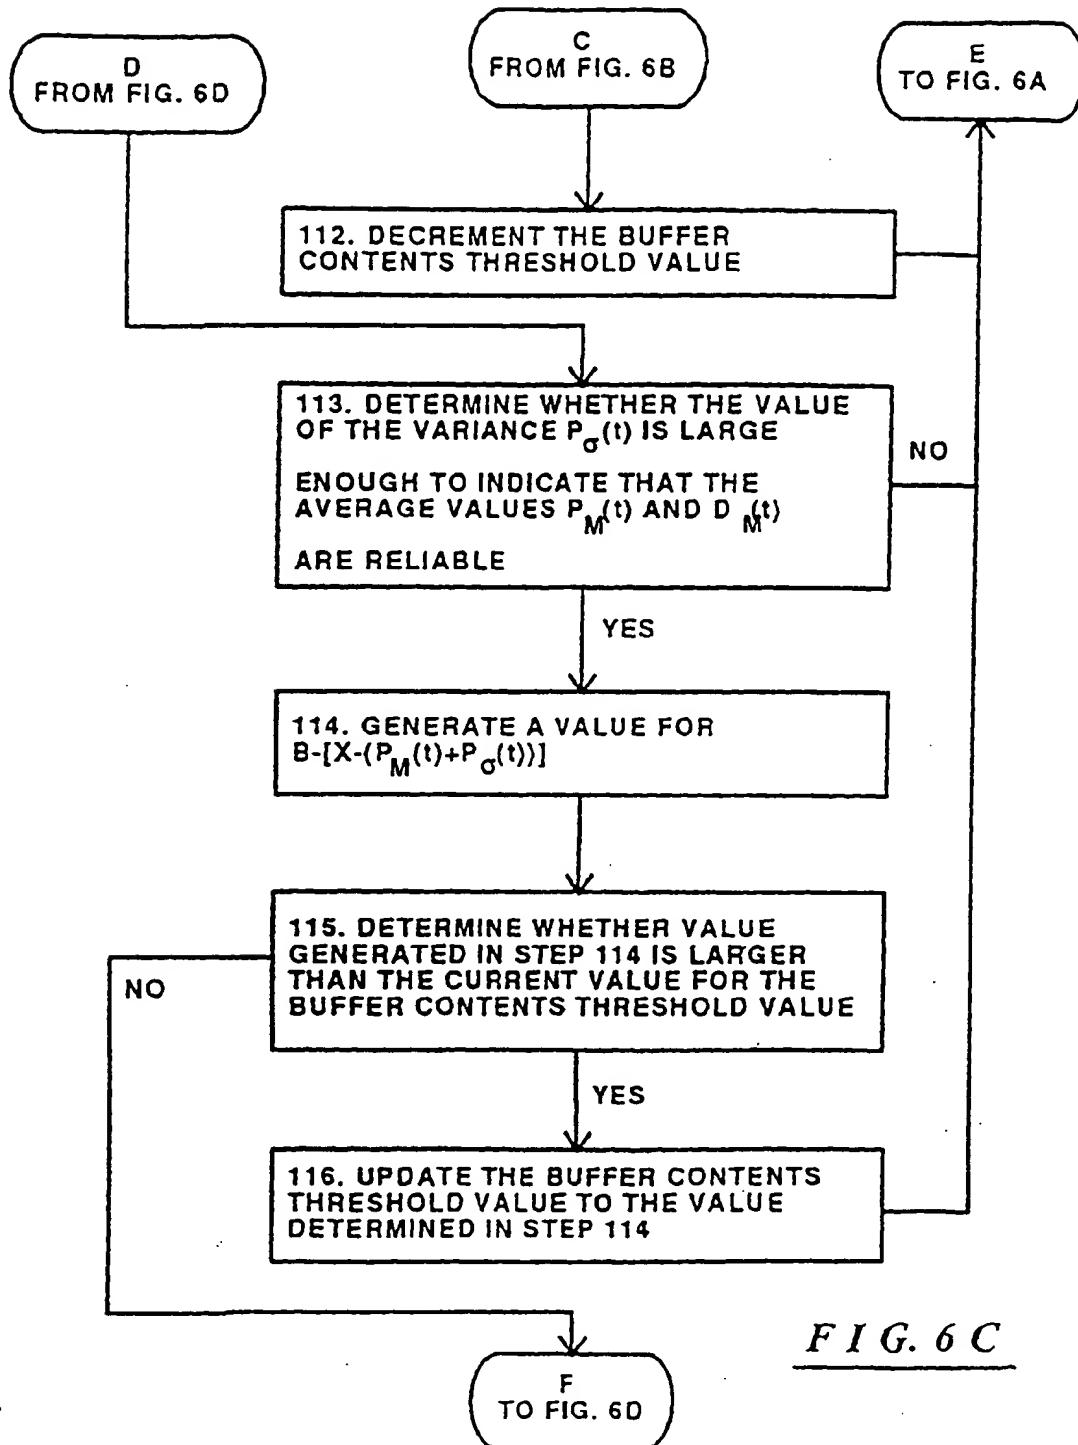 D
FROM FIG. 6D
C
FROM FIG. 6B
E
TO FIG. 6A
112. DECREMENT THE BUFFER
CONTENTS THRESHOLD VALUE
113. DETERMINE WHETHER THE VALUE
OF THE VARIANCE Pσ(t) IS LARGE
ENOUGH TO INDICATE THAT THE
AVERAGE VALUES PM(t) AND DM(t)
ARE RELIABLE
NO
YES
114. GENERATE A VALUE FOR
B-[X-(PM(t)+Pσ(t))]
115. DETERMINE WHETHER VALUE
GENERATED IN STEP 114 IS LARGER
THAN THE CURRENT VALUE FOR THE
BUFFER CONTENTS THRESHOLD VALUE
NO
YES
116. UPDATE THE BUFFER CONTENTS
THRESHOLD VALUE TO THE VALUE
DETERMINED IN STEP 114
F
TO FIG. 6D
FIG. 6C